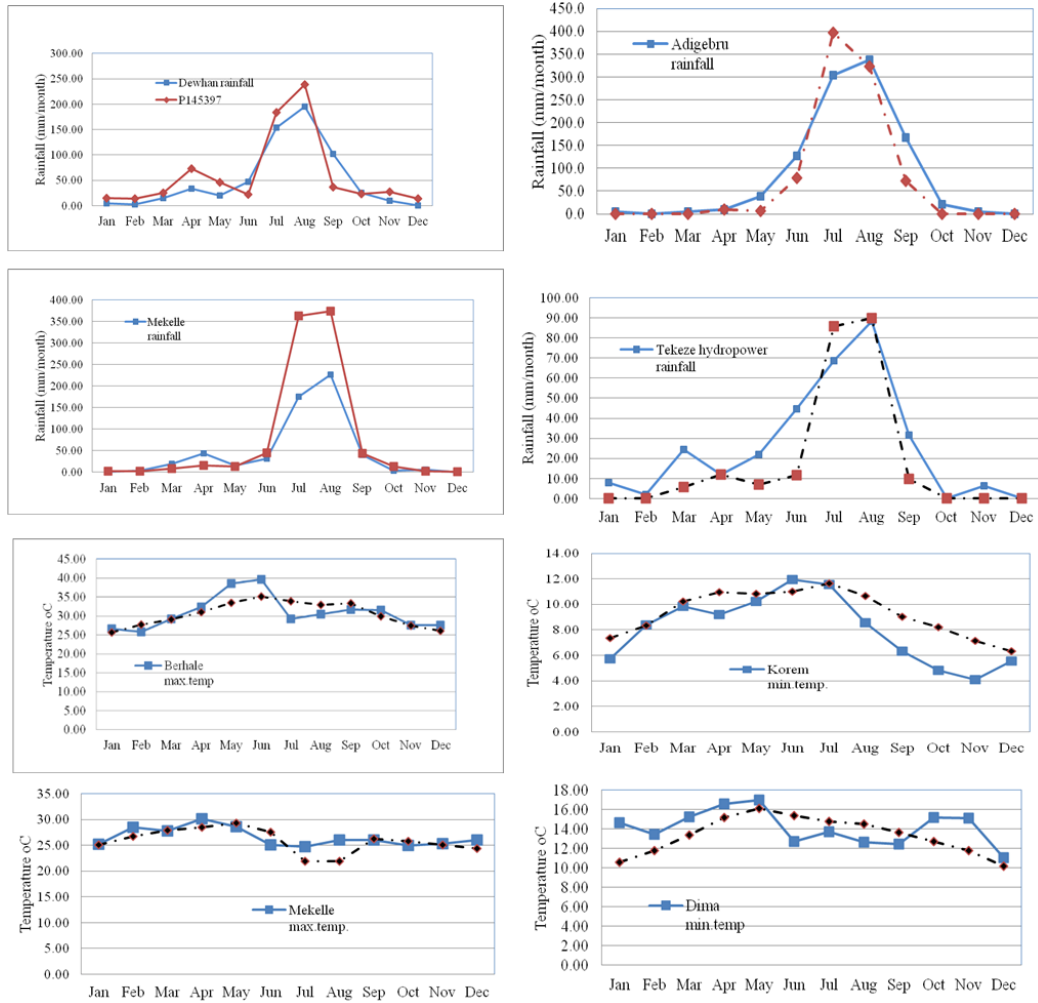 300.00
250.00
200.00
150.00
100.00
50.00
0.00
Rainfall (mm/month)
Dewhan rainfall
P145397
Jan Feb Mar Apr May Jun Jul Aug Sep Oct Nov Dec
450.0
400.0
350.0
300.0
250.0
200.0
150.0
100.0
50.0
0.0
Rainfall (mm/month)
Adigebru
rainfall
Jan Feb Mar Apr May Jun Jul Aug Sep Oct Nov Dec
400.00
350.00
300.00
250.00
200.00
150.00
100.00
50.00
0.00
Rainfall (mm/month)
Mekelle
rainfall
Jan Feb Mar Apr May Jun Jul Aug Sep Oct Nov Dec
100.00
90.00
80.00
70.00
60.00
50.00
40.00
30.00
20.00
10.00
0.00
Rainfall (mm/month)
Tekeze hydropower
rainfall
Jan Feb Mar Apr May Jun Jul Aug Sep Oct Nov Dec
45.00
40.00
35.00
30.00
25.00
20.00
15.00
10.00
5.00
0.00
Temperature oC
Berhale
max.temp
Jan Feb Mar Apr May Jun Jul Aug Sep Oct Nov Dec
14.00
12.00
10.00
8.00
6.00
4.00
2.00
0.00
Temperature oC
Korem
min.temp.
Jan Feb Mar Apr May Jun Jul Aug Sep Oct Nov Dec
35.00
30.00
25.00
20.00
15.00
10.00
5.00
0.00
Temperature oC
Mekelle
max.temp.
Jan Feb Mar Apr May Jun Jul Aug Sep Oct Nov Dec
18.00
16.00
14.00
12.00
10.00
8.00
6.00
4.00
2.00
0.00
Temperature oC
Dima
min.temp
Jan Feb Mar Apr May Jun Jul Aug Sep Oct Nov Dec